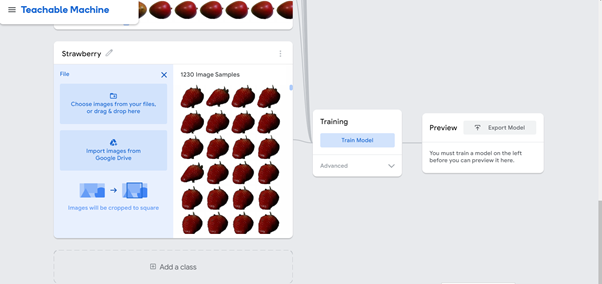 Teachable Machine
Strawberry
File
Choose images from your files,
or drag & drop here
Import images from
Google Drive
Images will be cropped to square
1230 Image Samples
Add a class
Training
Train Model
Advanced
Preview
Export Model
You must train a model on the left
before you can preview it here.